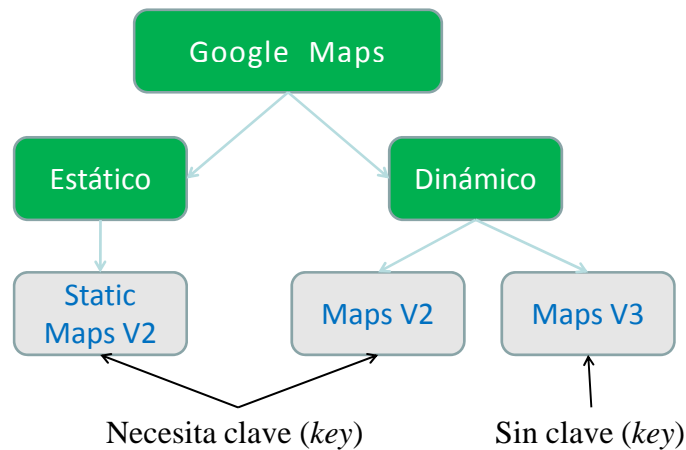 Google Maps
Estático
Dinámico
Static
Maps V2
Maps V2
Maps V3
Necesita clave (key)
Sin clave (key)